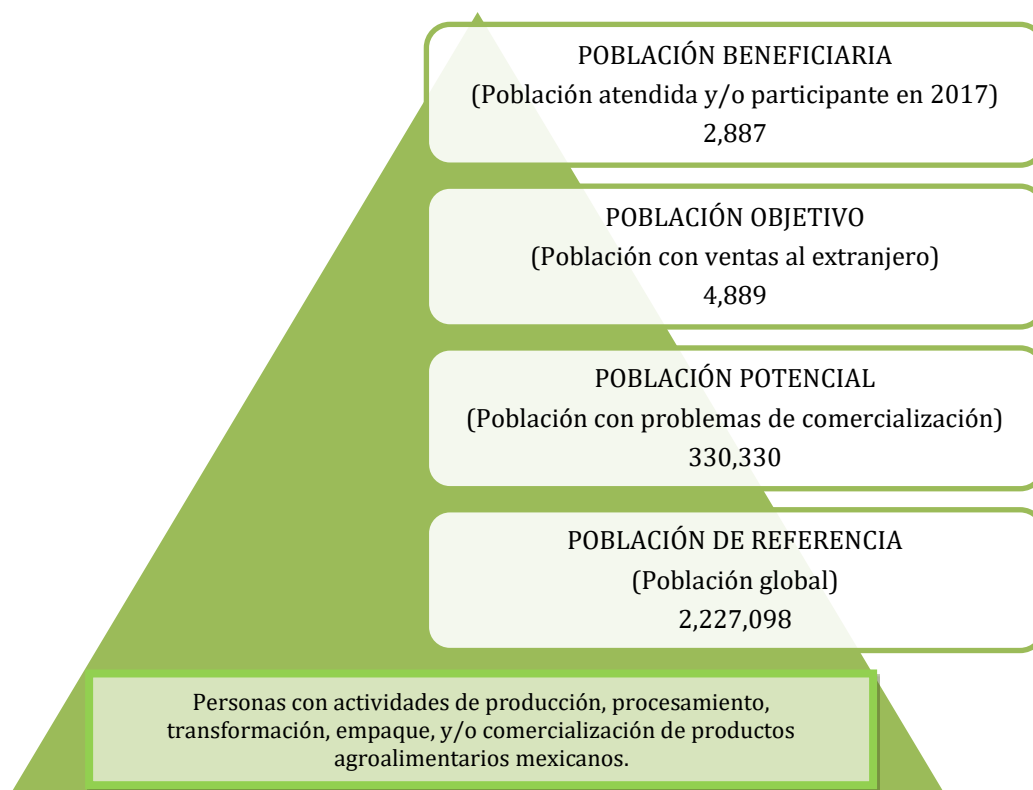 POBLACIÓN BENEFICIARIA
(Población atendida y/o participante en 2017)
2,887
POBLACIÓN OBJETIVO
(Población con ventas al extranjero)
4,889
POBLACIÓN POTENCIAL
(Población con problemas de comercialización)
330,330
POBLACIÓN DE REFERENCIA
(Población global)
2,227,098
Personas con actividades de producción, procesamiento,
transformación, empaque, y/o comercialización de productos
agroalimentarios mexicanos.